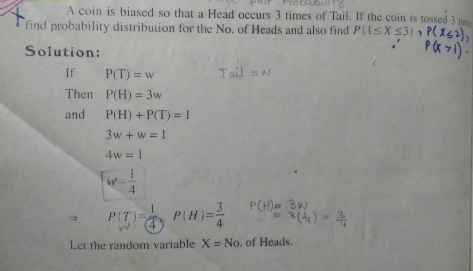 A coin is biased so that a Head occurs 3 times of Tail. If the coin is tossed 3
find probability distribution for the No. of Heads and also find P(1≤X≤3), P(X≤2),
P(X>1).
Solution:
If P(T) = w Tail = w
Then P(H) = 3w
and P(H) + P(T) = 1
3w + w = 1
4w = 1
w = 1/4
⇒ P(T) = 1/4, P(H) = 3/4 P(H) = 3w
w = 3(1/4) = 3/4
Let the random variable X = No. of Heads.